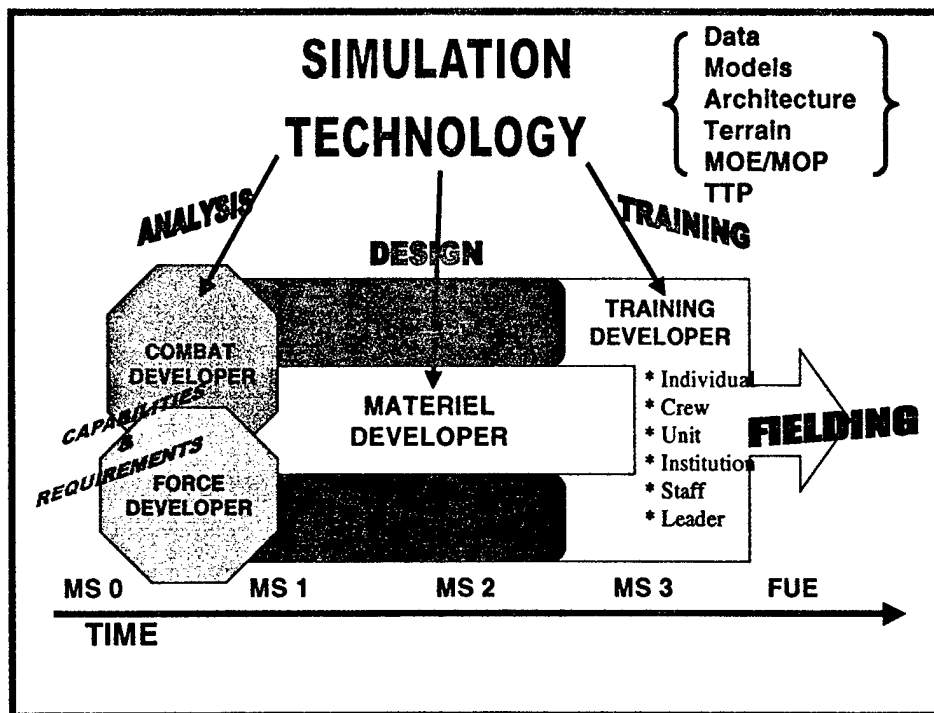 SIMULATION
TECHNOLOGY
Data
Models
Architecture
Terrain
MOE/MOP
TTP
ANALYSIS
DESIGN
TRAINING
COMBAT
DEVELOPER
CAPABILITIES
&
REQUIREMENTS
FORCE
DEVELOPER
MATERIEL
DEVELOPER
TRAINING
DEVELOPER
* Individual
* Crew
* Unit
* Institution
* Staff
* Leader
FIELDING
MS 0 MS 1 MS 2 MS 3 FUE
TIME